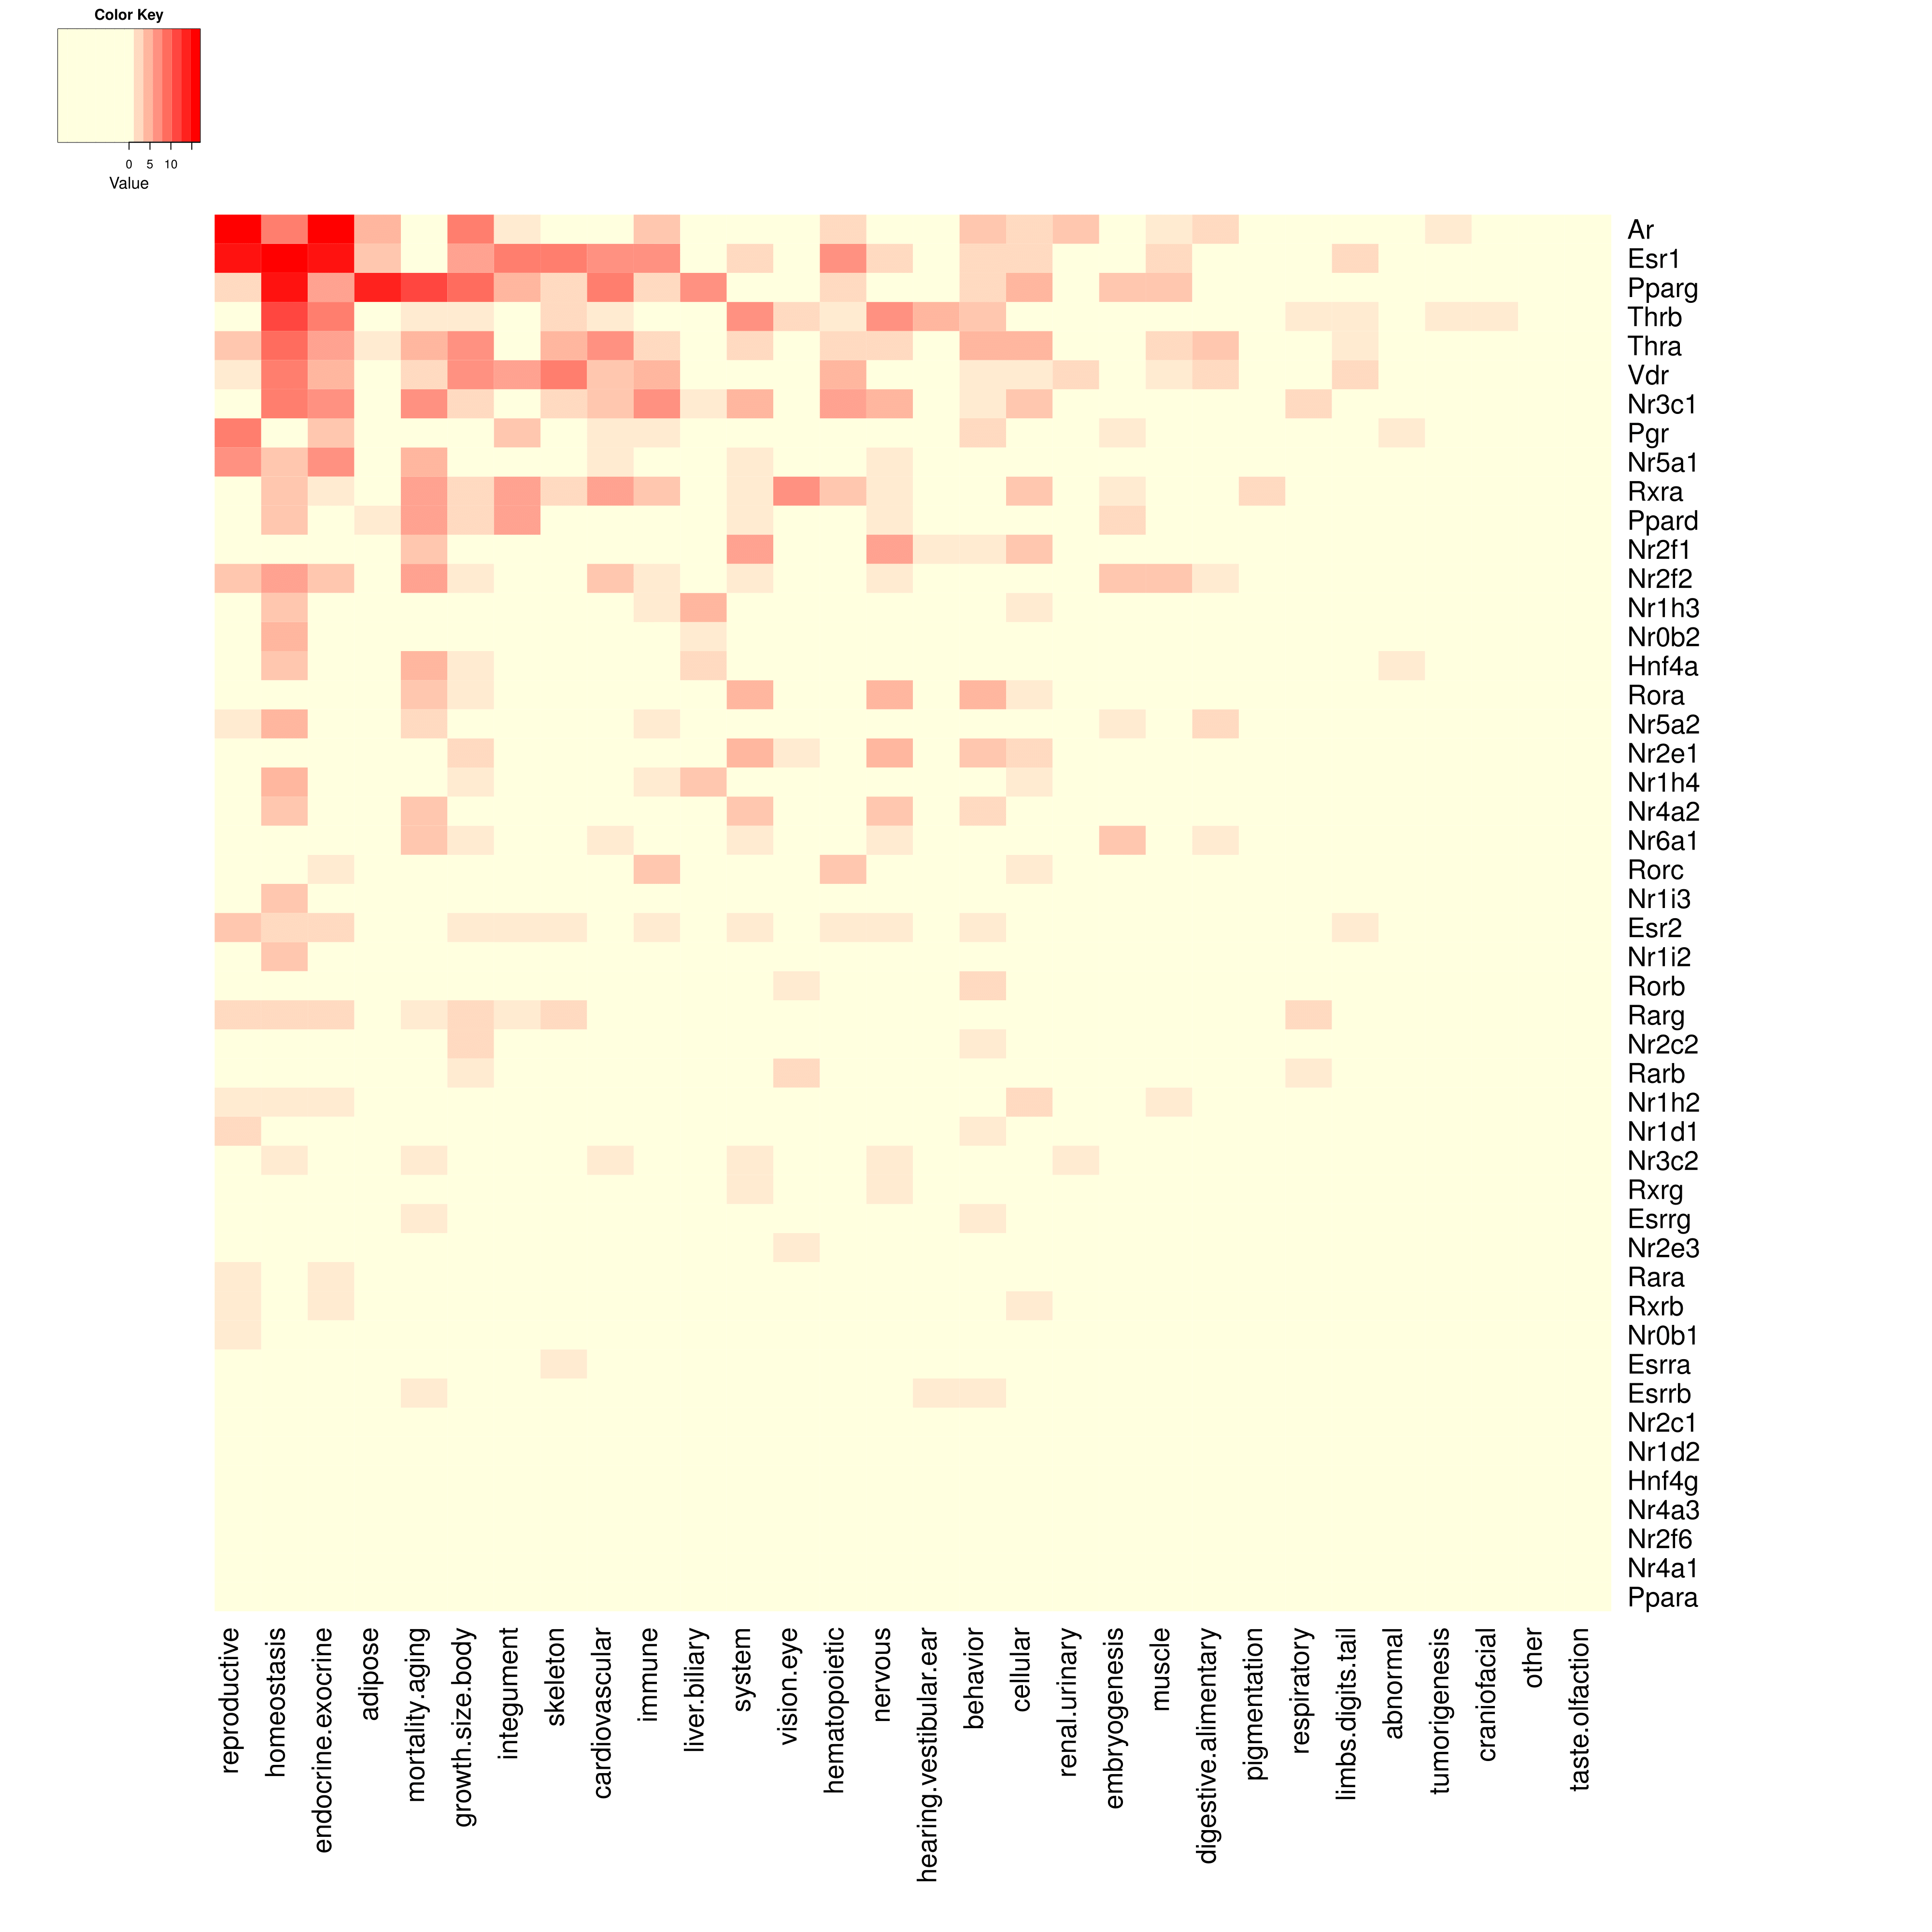 Color Key
0 5 10
Value
Ar
Esr1
Pparg
Thrb
Thra
Vdr
Nr3c1
Pgr
Nr5a1
Rxra
Ppard
Nr2f1
Nr2f2
Nr1h3
Nr0b2
Hnf4a
Rora
Nr5a2
Nr2e1
Nr1h4
Nr4a2
Nr6a1
Rorc
Nr1i3
Esr2
Nr1i2
Rorb
Rarg
Nr2c2
Rarb
Nr1h2
Nr1d1
Nr3c2
Rxrg
Esrrg
Nr2e3
Rara
Rxrb
Nr0b1
Esrra
Esrrb
Nr2c1
Nr1d2
Hnf4g
Nr4a3
Nr2f6
Nr4a1
Ppara
reproductive
homeostasis
endocrine.exocrine
adipose
mortality.aging
growth.size.body
integument
skeleton
cardiovascular
immune
liver.biliary
system
vision.eye
hematopoietic
nervous
hearing.vestibular.ear
behavior
cellular
renal.urinary
embryogenesis
muscle
digestive.alimentary
pigmentation
respiratory
limbs.digits.tail
abnormal
tumorigenesis
craniofacial
other
taste.olfaction